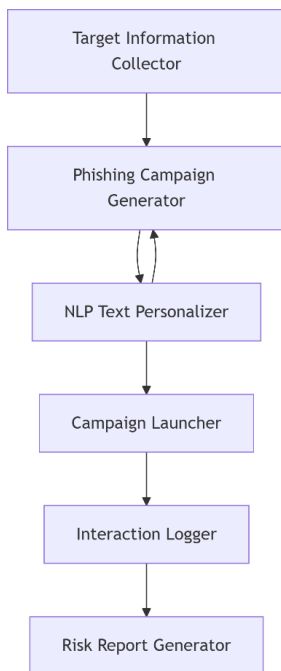 Target Information
Collector
Phishing Campaign
Generator
NLP Text Personalizer
Campaign Launcher
Interaction Logger
Risk Report Generator